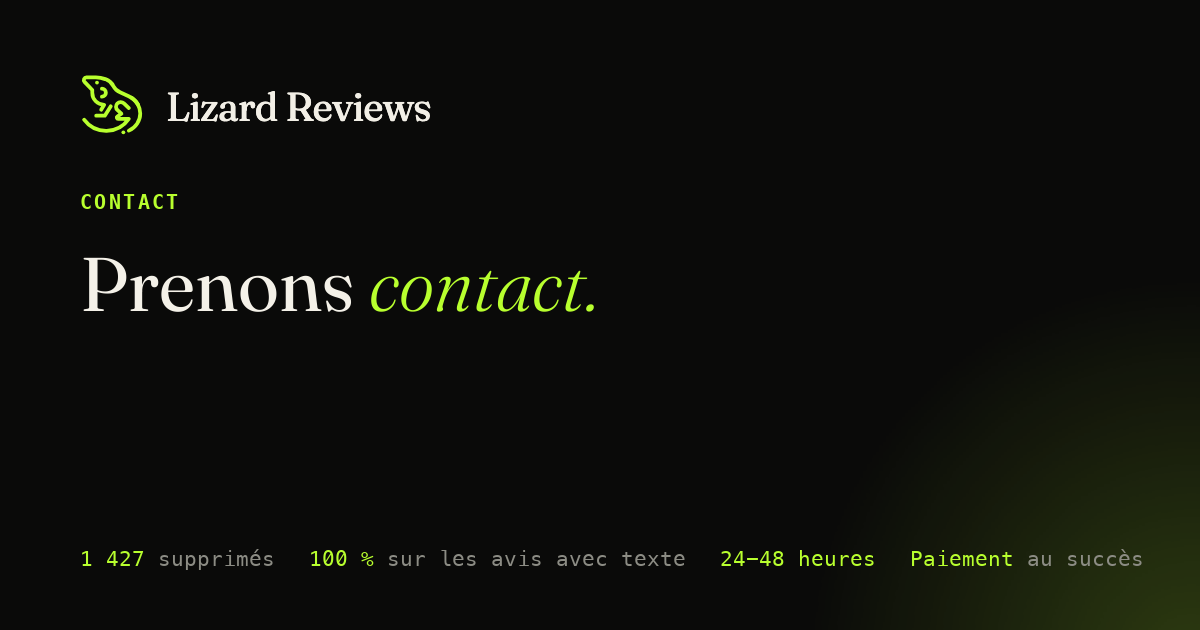 Lizard Reviews
CONTACT
Prenons contact.
1 427 supprimés 100 % sur les avis avec texte 24–48 heures Paiement au succès